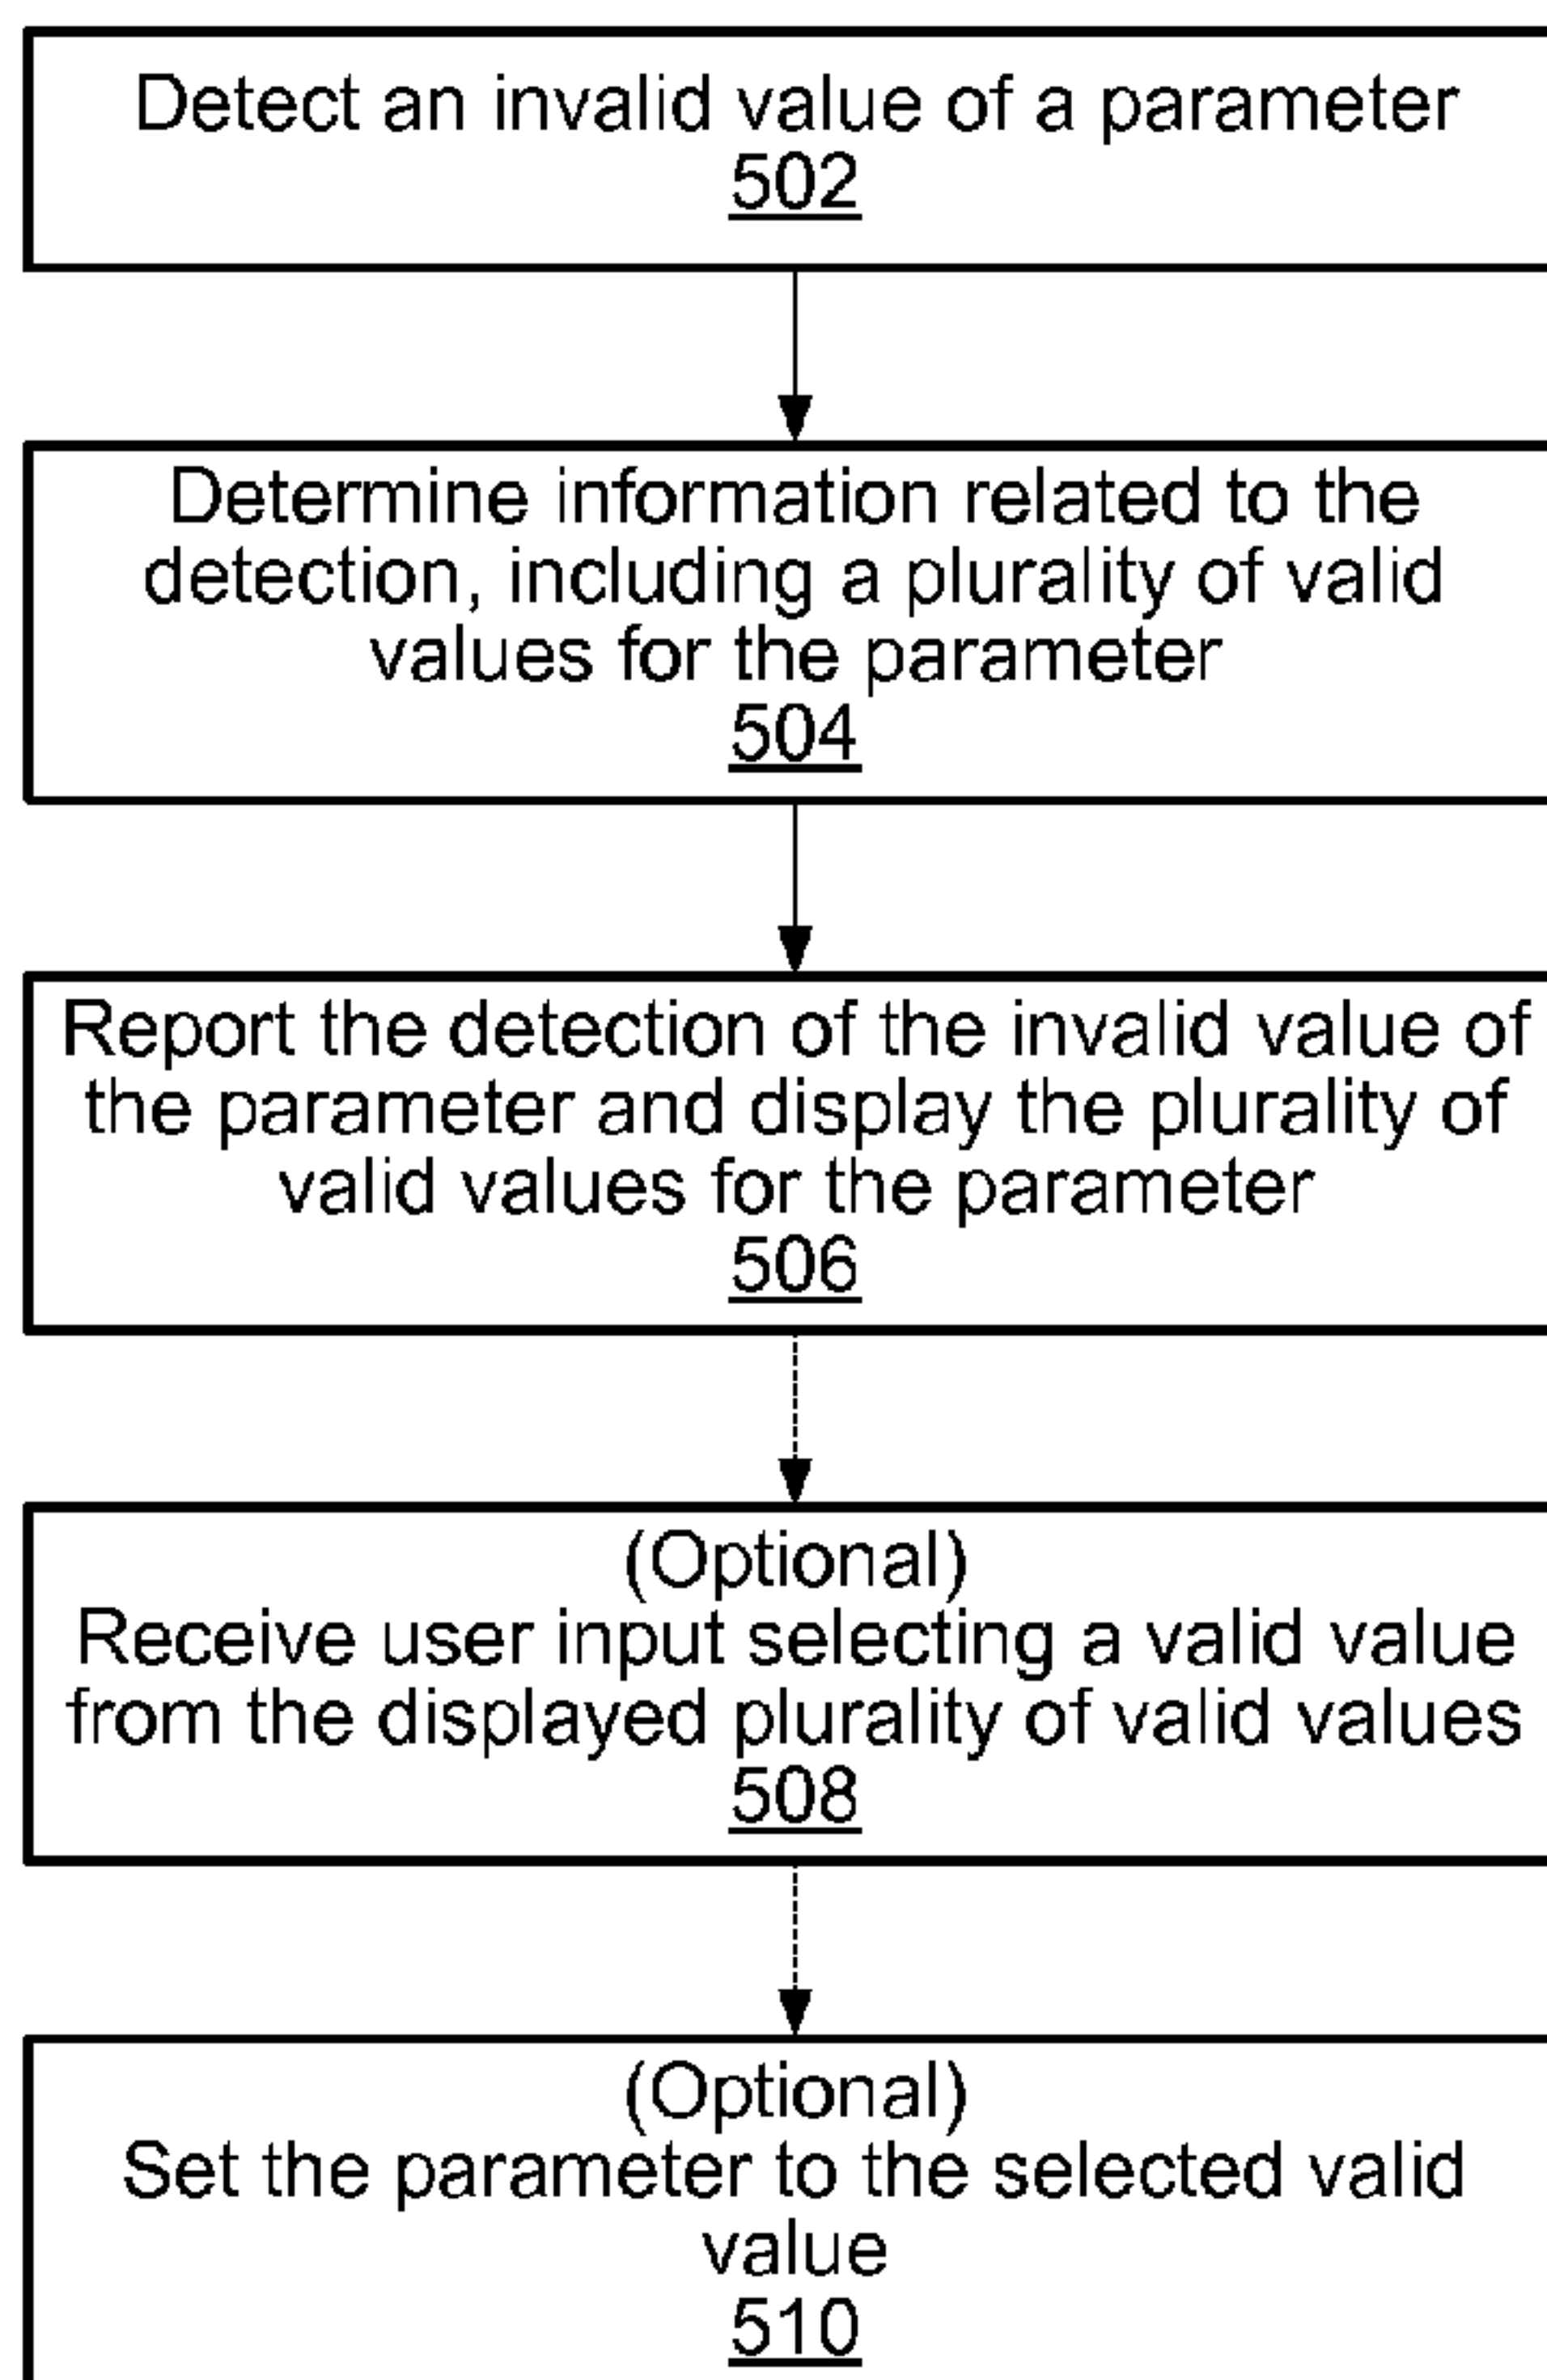 Detect an invalid value of a parameter
502
Determine information related to the
detection, including a plurality of valid
values for the parameter
504
Report the detection of the invalid value of
the parameter and display the plurality of
valid values for the parameter
506
(Optional)
Receive user input selecting a valid value
from the displayed plurality of valid values
508
(Optional)
Set the parameter to the selected valid
value
510